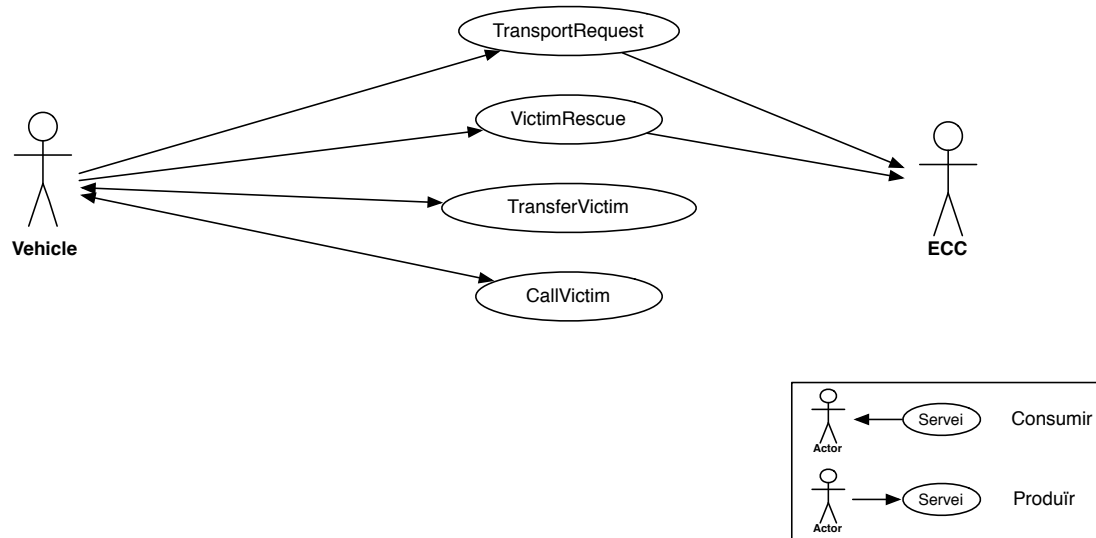 TransportRequest
VictimRescue
TransferVictim
Vehicle
ECC
CallVictim
Servei
Consumir
Actor
Servei
Produïr
Actor